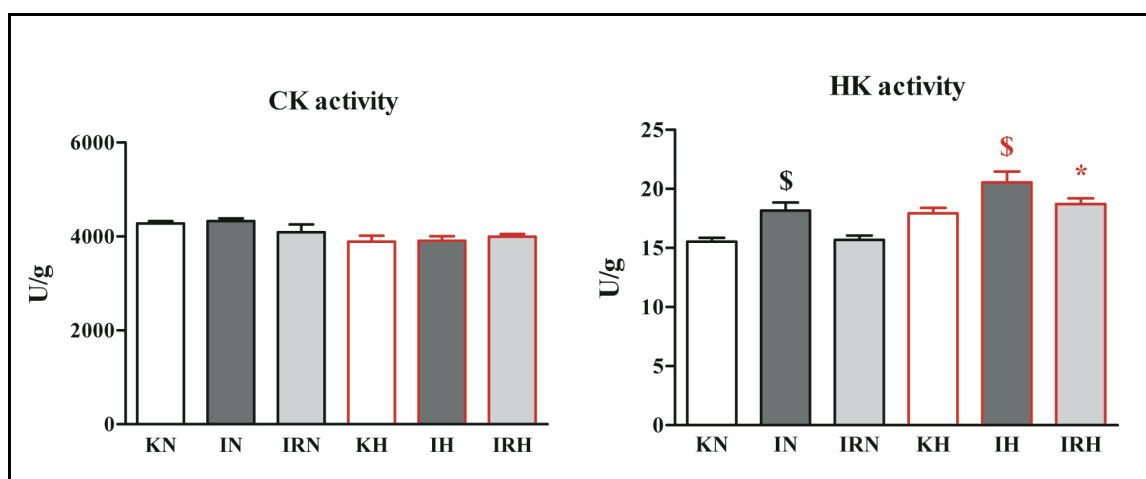 CK activity
6000
4000
2000
0
U/g
KN IN IRN KH IH IRH
HK activity
25
20
15
10
5
0
U/g
$
$
*
KN IN IRN KH IH IRH